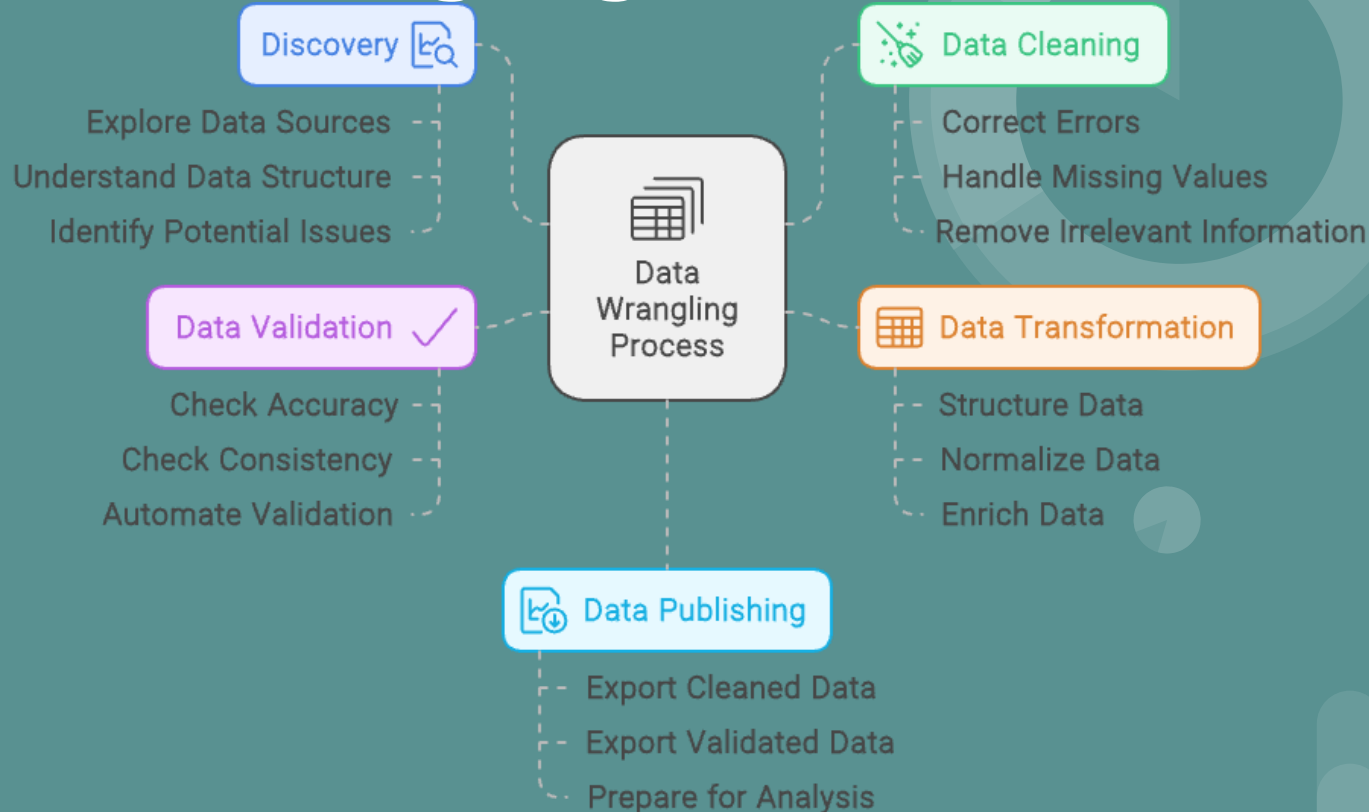 Discovery
Explore Data Sources
Understand Data Structure
Identify Potential Issues
Data Cleaning
Correct Errors
Handle Missing Values
Remove Irrelevant Information
Data
Wrangling
Process
Data Validation
Check Accuracy
Check Consistency
Automate Validation
Data Transformation
Structure Data
Normalize Data
Enrich Data
Data Publishing
Export Cleaned Data
Export Validated Data
Prepare for Analysis